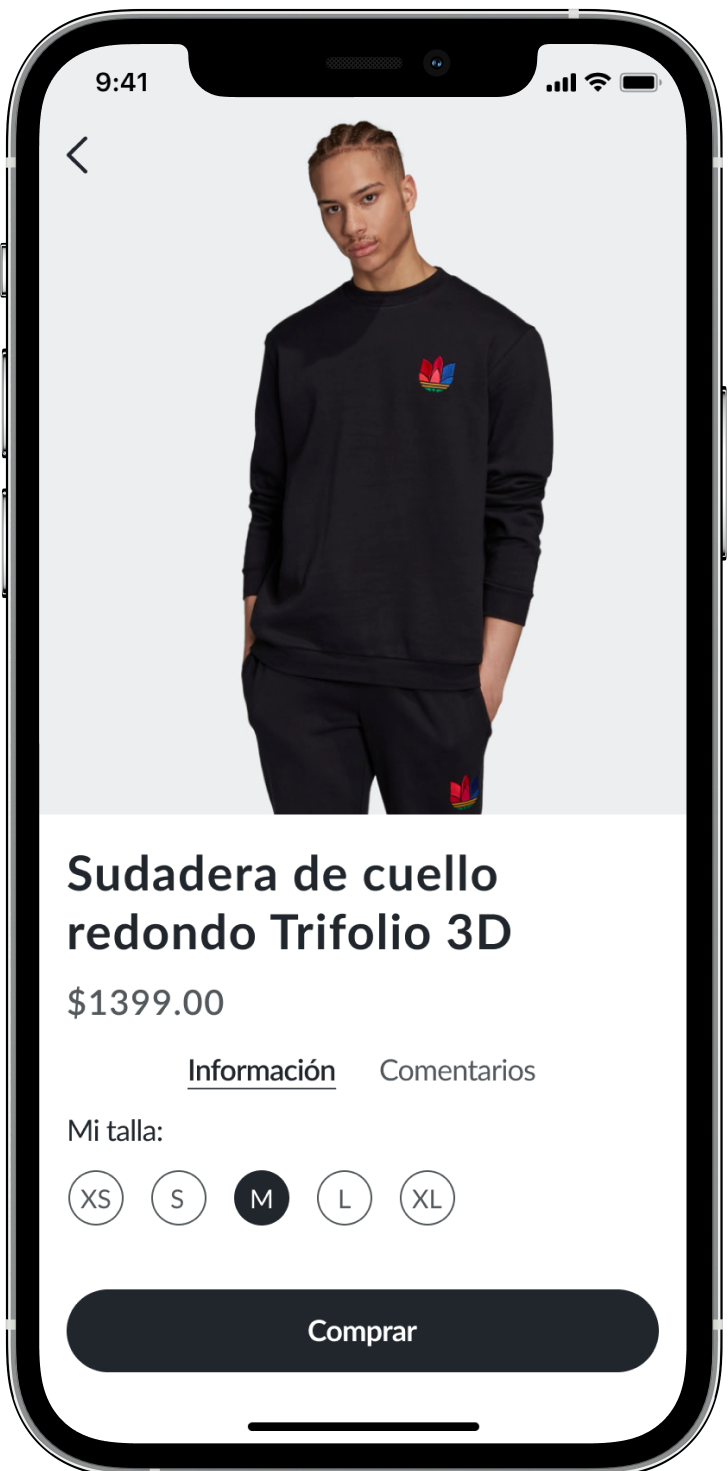 9:41
Sudadera de cuello
redondo Trifolio 3D
$1399.00
Información Comentarios
Mi talla:
XS S M L XL
Comprar